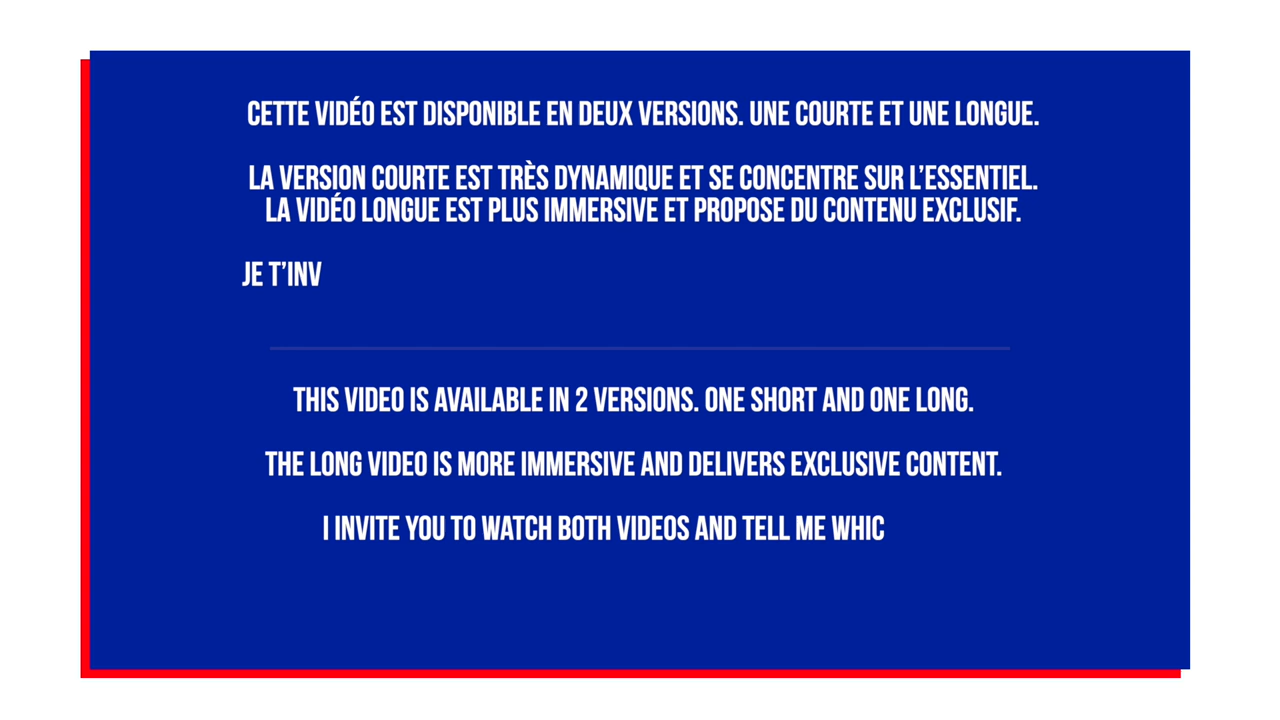 CETTE VIDÉO EST DISPONIBLE EN DEUX VERSIONS. UNE COURTE ET UNE LONGUE.
LA VERSION COURTE EST TRÈS DYNAMIQUE ET SE CONCENTRE SUR L’ESSENTIEL.
LA VIDÉO LONGUE EST PLUS IMMERSIVE ET PROPOSE DU CONTENU EXCLUSIF.
JE T’INV
THIS VIDEO IS AVAILABLE IN 2 VERSIONS. ONE SHORT AND ONE LONG.
THE LONG VIDEO IS MORE IMMERSIVE AND DELIVERS EXCLUSIVE CONTENT.
I INVITE YOU TO WATCH BOTH VIDEOS AND TELL ME WHIC